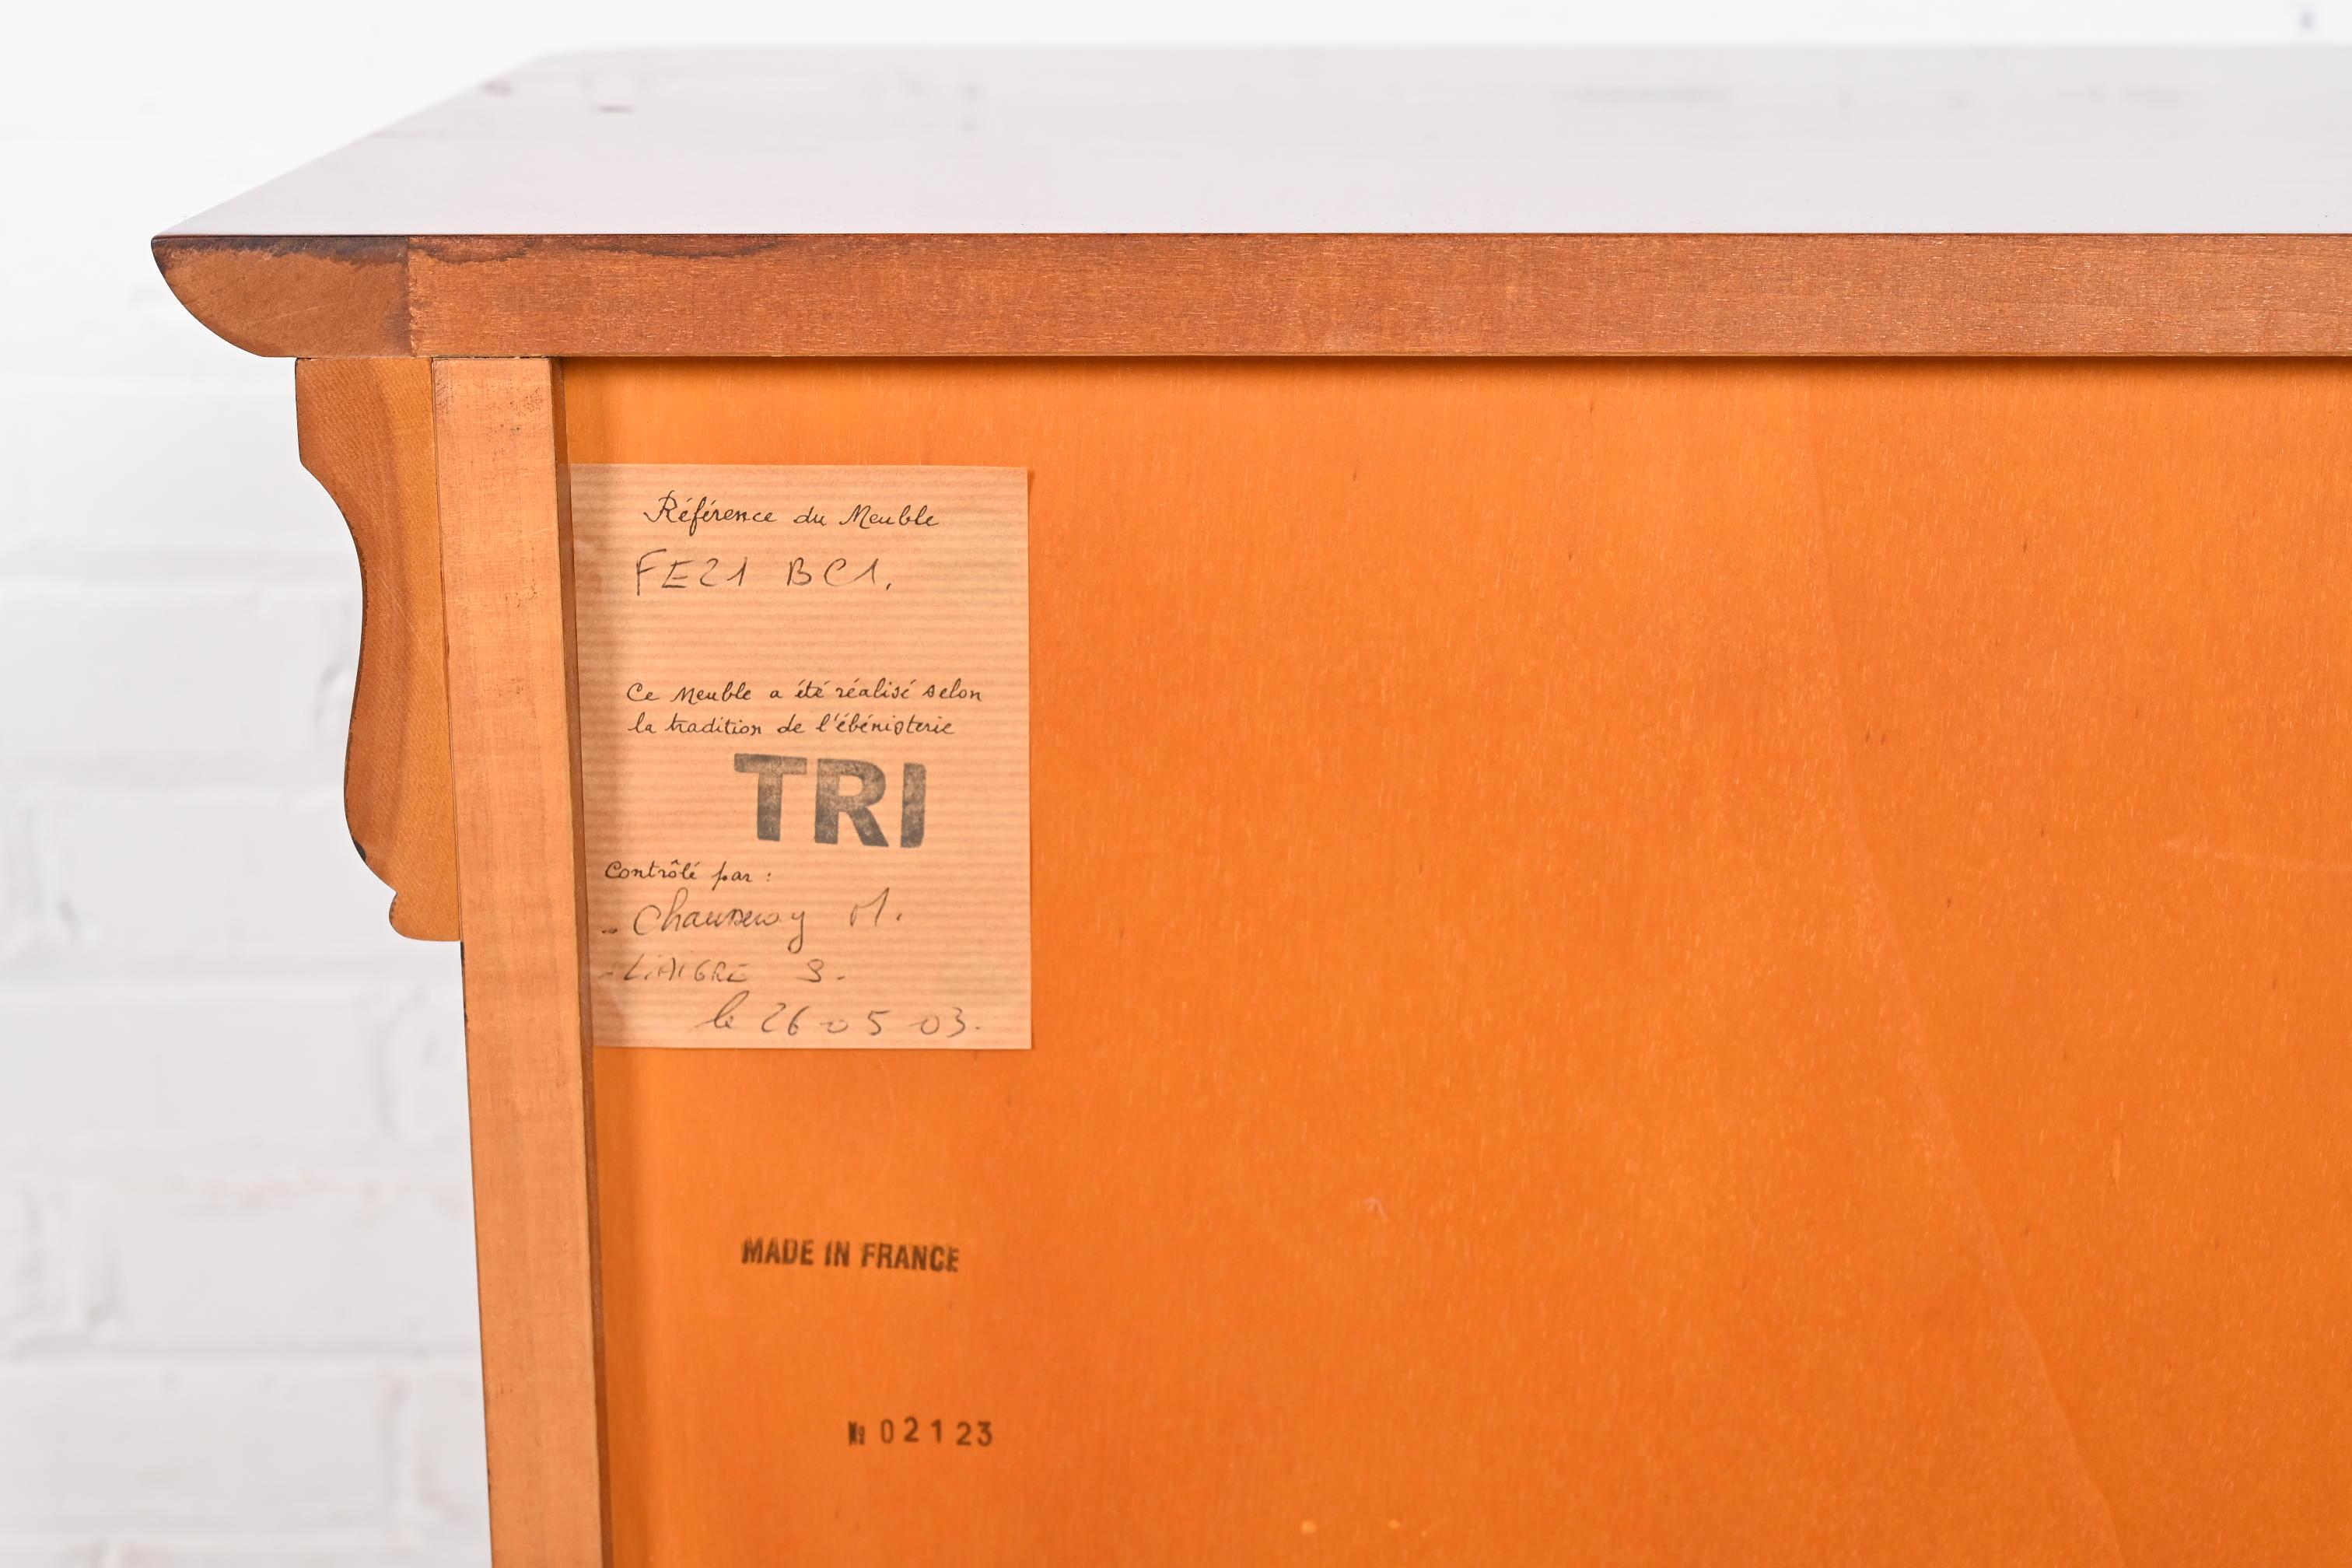 Référence du Meuble
FE21 BC1.
Ce Meuble a été réalisé selon
la tradition de l'ébénisterie
TRI
Contrôlé par :
- M.
- LIAIGRE S.
le 26-05-03.
MADE IN FRANCE
№ 02123